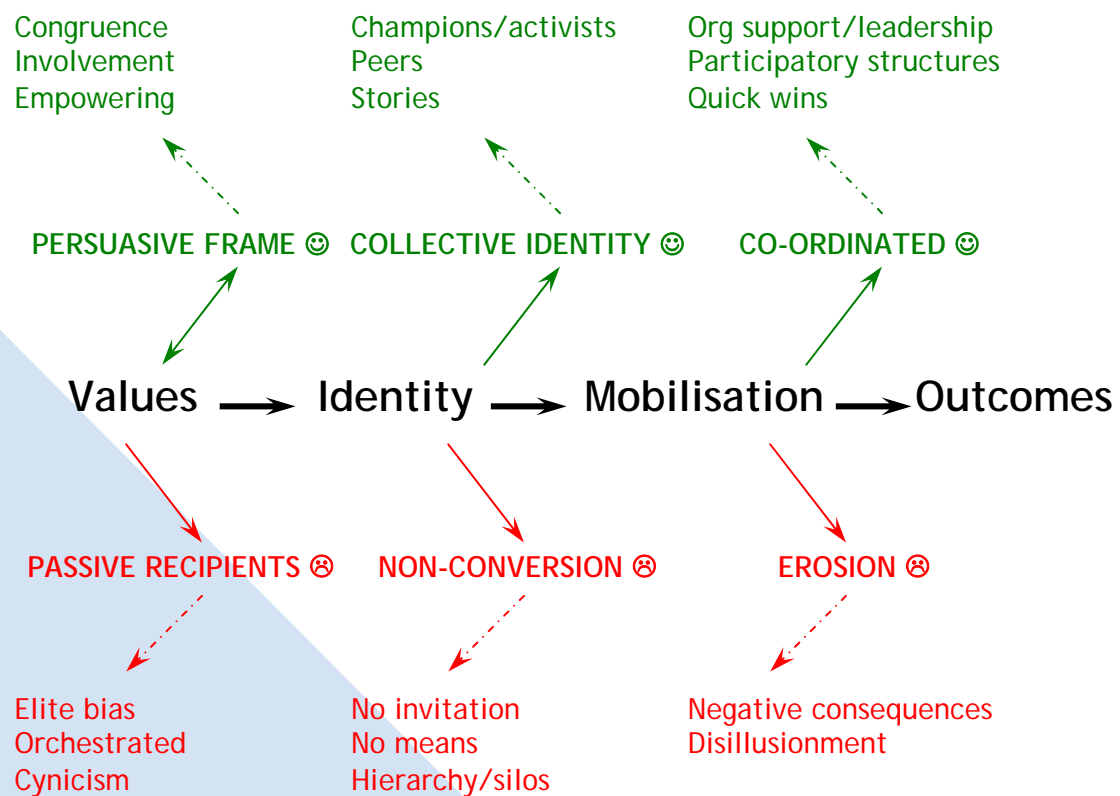 Congruence
Involvement
Empowering
Champions/activists
Peers
Stories
Org support/leadership
Participatory structures
Quick wins
PERSUASIVE FRAME ☺
COLLECTIVE IDENTITY ☺
CO-ORDINATED ☺
Values
Identity
Mobilisation
Outcomes
PASSIVE RECIPIENTS ☹
NON-CONVERSION ☹
EROSION ☹
Elite bias
Orchestrated
Cynicism
No invitation
No means
Hierarchy/silos
Negative consequences
Disillusionment